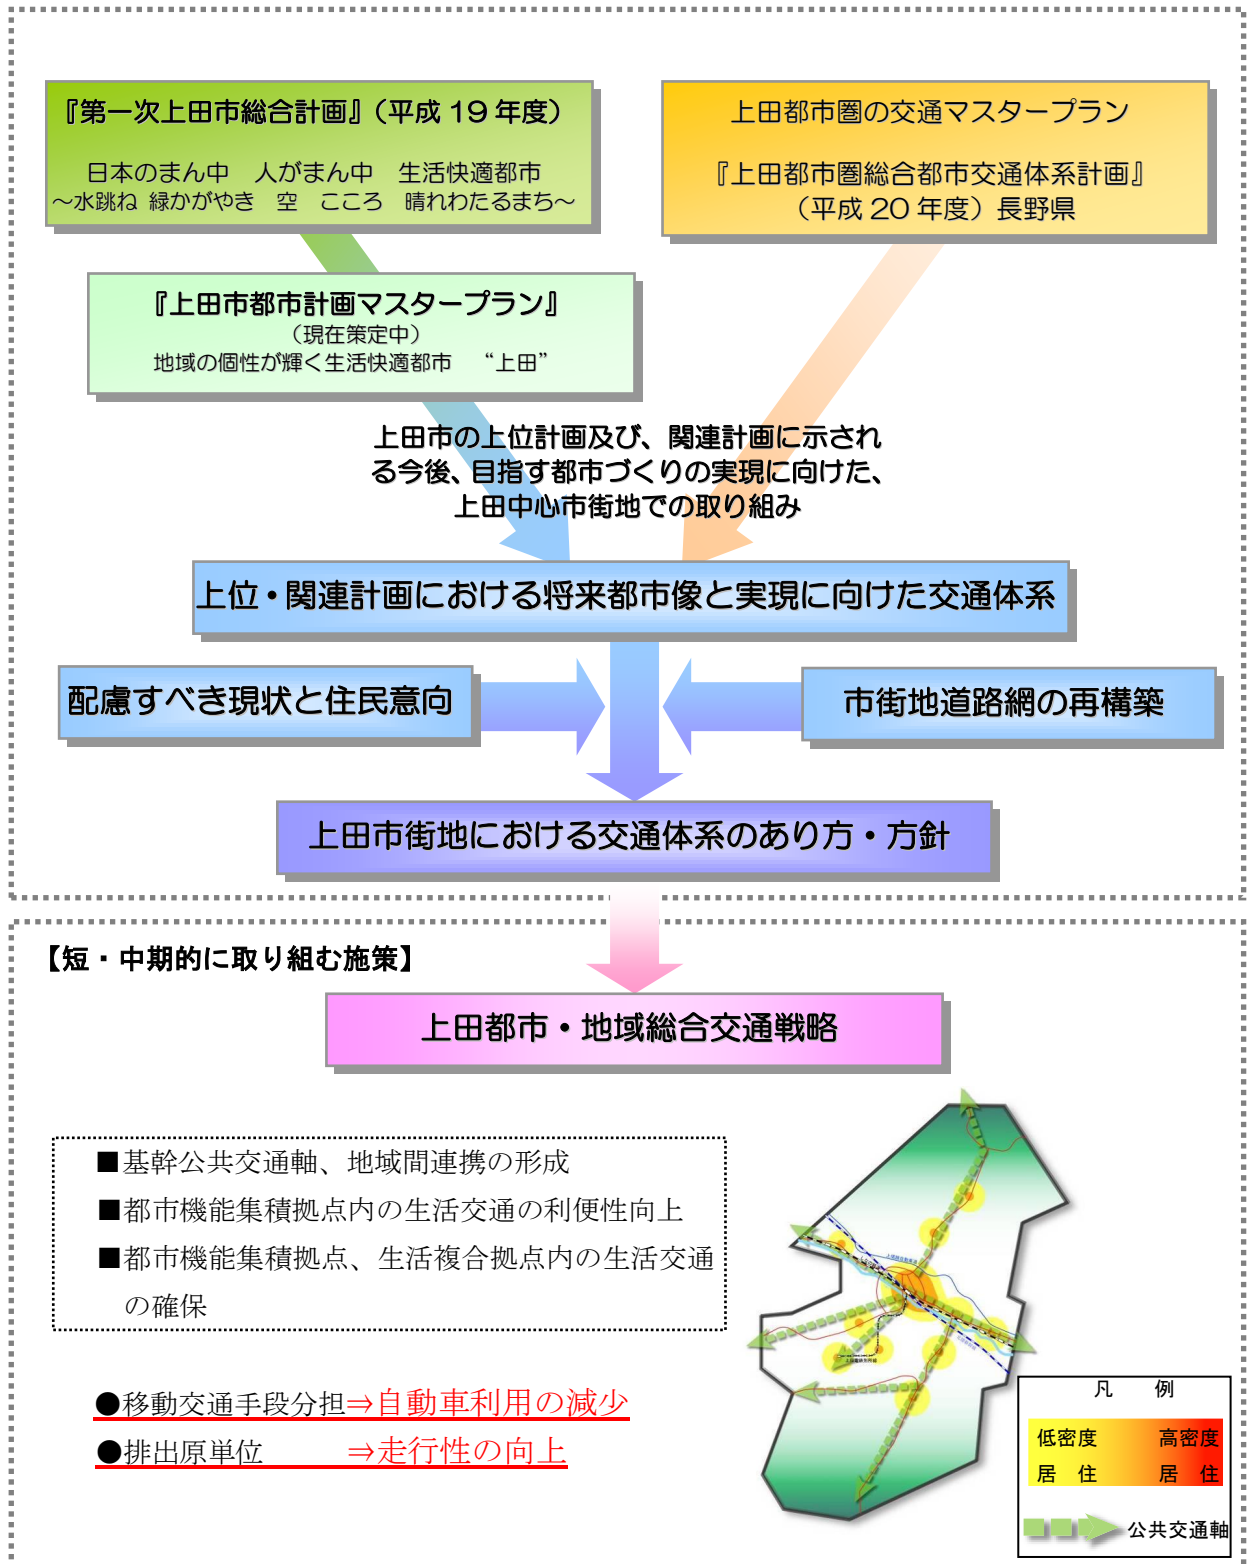 『第一次上田市総合計画』（平成 19 年度）
日本のまん中　人がまん中　生活快適都市
～水跳ね 緑かがやき　空　こころ　晴れわたるまち～
上田都市圏の交通マスタープラン
『上田都市圏総合都市交通体系計画』
（平成 20 年度）長野県
『上田市都市計画マスタープラン』
（現在策定中）
地域の個性が輝く生活快適都市　“上田”
上田市の上位計画及び、関連計画に示され
る今後、目指す都市づくりの実現に向けた、
上田中心市街地での取り組み
上位・関連計画における将来都市像と実現に向けた交通体系
配慮すべき現状と住民意向
市街地道路網の再構築
上田市街地における交通体系のあり方・方針
【短・中期的に取り組む施策】
上田都市・地域総合交通戦略
■基幹公共交通軸、地域間連携の形成
■都市機能集積拠点内の生活交通の利便性向上
■都市機能集積拠点、生活複合拠点内の生活交通
の確保
●移動交通手段分担⇒自動車利用の減少
●排出原単位　　　⇒走行性の向上
凡　例
低密度　高密度
居　住　居　住
公共交通軸